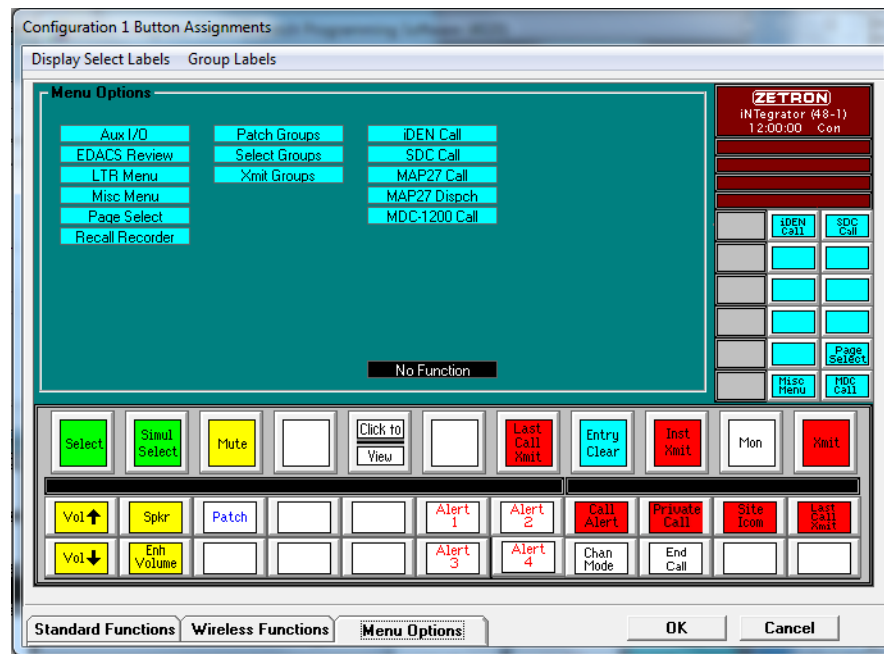 Configuration 1 Button Assignments
Display Select Labels Group Labels
Menu Options
Aux I/O
EDACS Review
LTR Menu
Misc Menu
Page Select
Recall Recorder
Patch Groups
Select Groups
Xmit Groups
iDEN Call
SDC Call
MAP27 Call
MAP27 Dispch
MDC-1200 Call
No Function
ZETRON
iNTegrator (48-1)
12:00:00 Con
iDEN
Call
SDC
Call
Page
Select
Misc
Menu
MDC
Call
Select
Simul
Select
Mute
Click to
View
Last
Call
Xmit
Entry
Clear
Inst
Xmit
Mon
Xmit
Vol
Spkr
Patch
Alert
1
Alert
2
Call
Alert
Private
Call
Site
Icom
Last
Call
Xmit
Vol
Enh
Volume
Alert
3
Alert
4
Chan
Mode
End
Call
Standard Functions
Wireless Functions
Menu Options
OK
Cancel